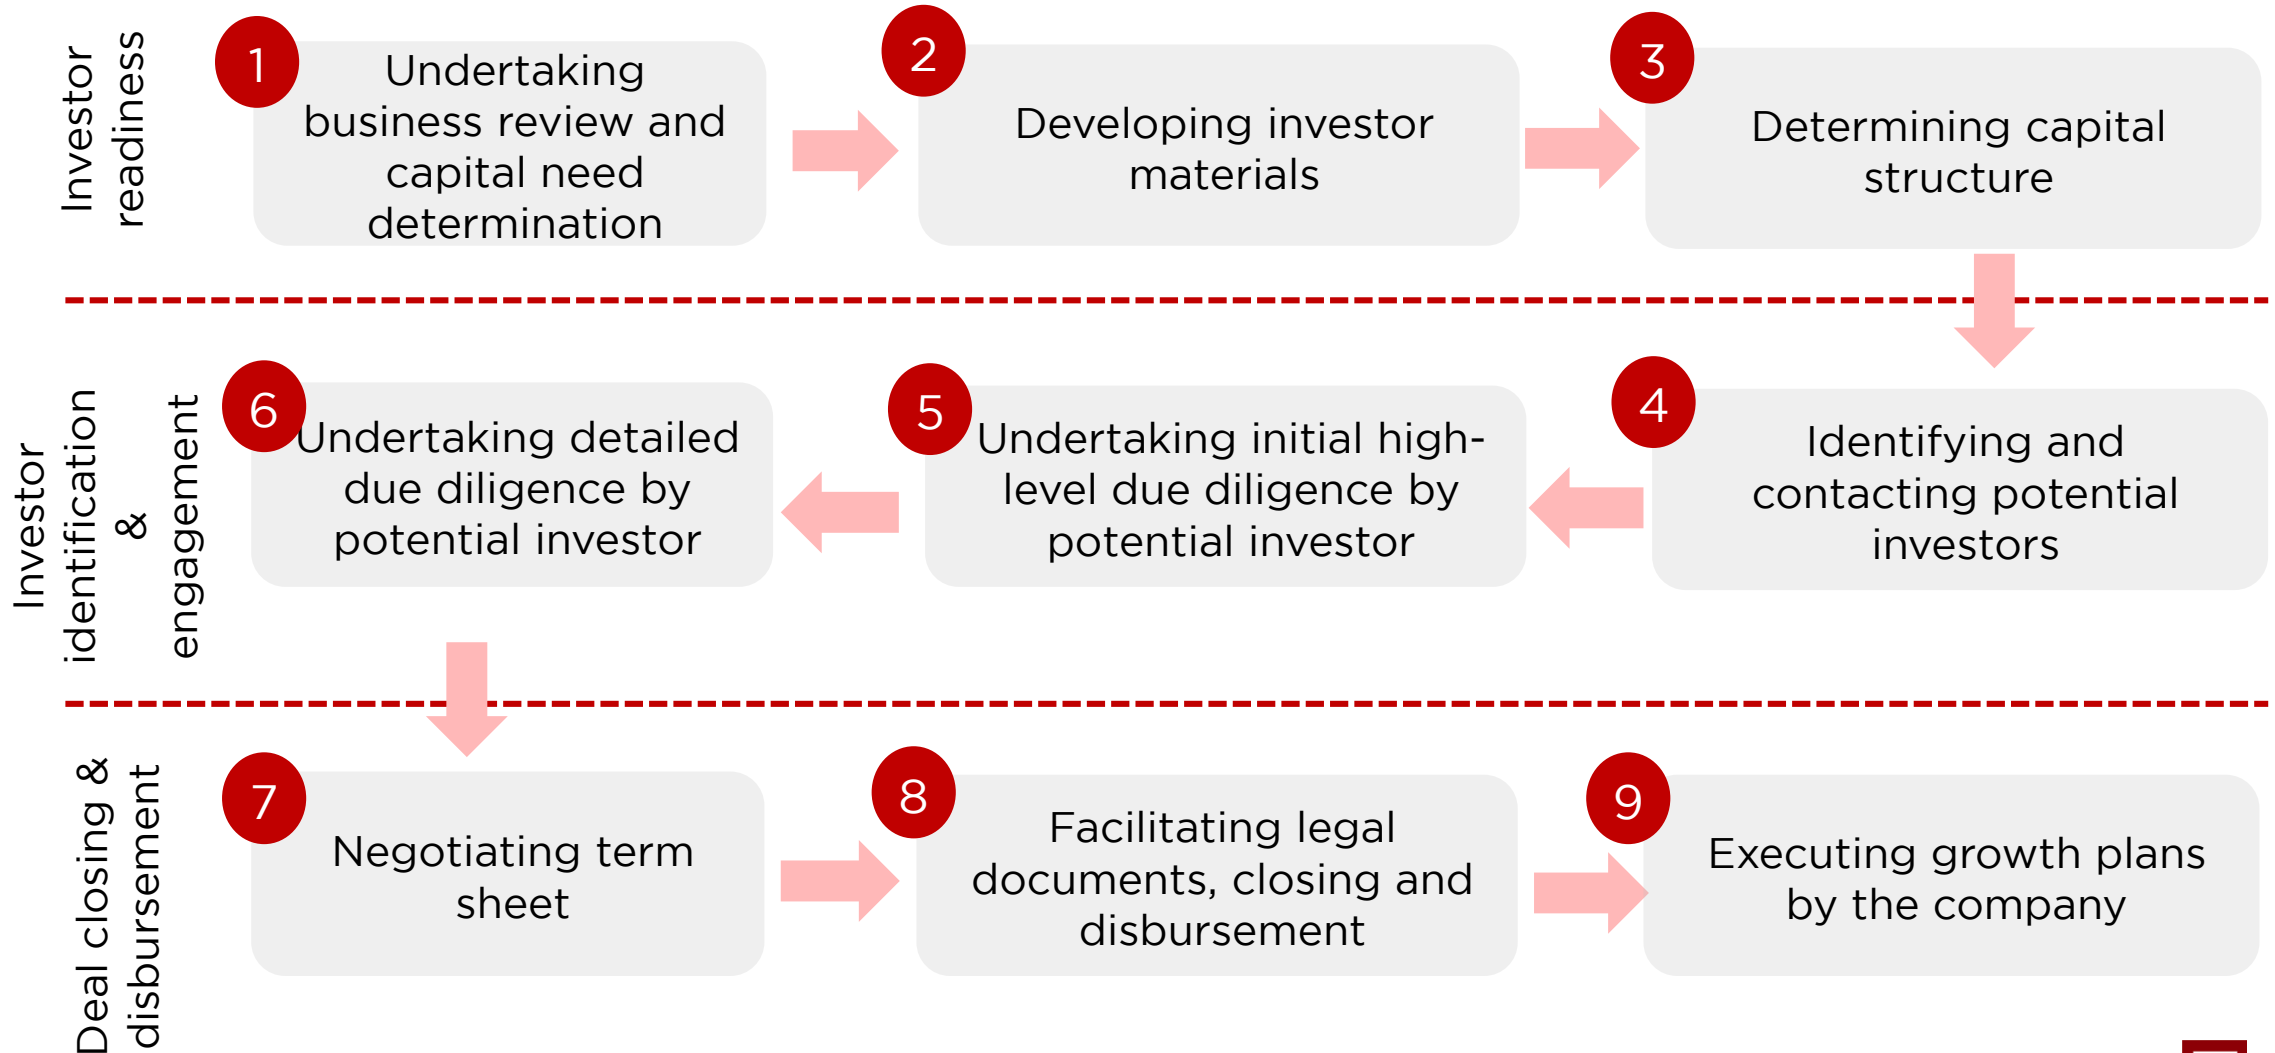 Investor
readiness
1
Undertaking
business review and
capital need
determination
2
Developing investor
materials
3
Determining capital
structure
Investor
identification
&
engagement
6
Undertaking detailed
due diligence by
potential investor
5
Undertaking initial high-
level due diligence by
potential investor
4
Identifying and
contacting potential
investors
Deal closing &
disbursement
7
Negotiating term
sheet
8
Facilitating legal
documents, closing and
disbursement
9
Executing growth plans
by the company